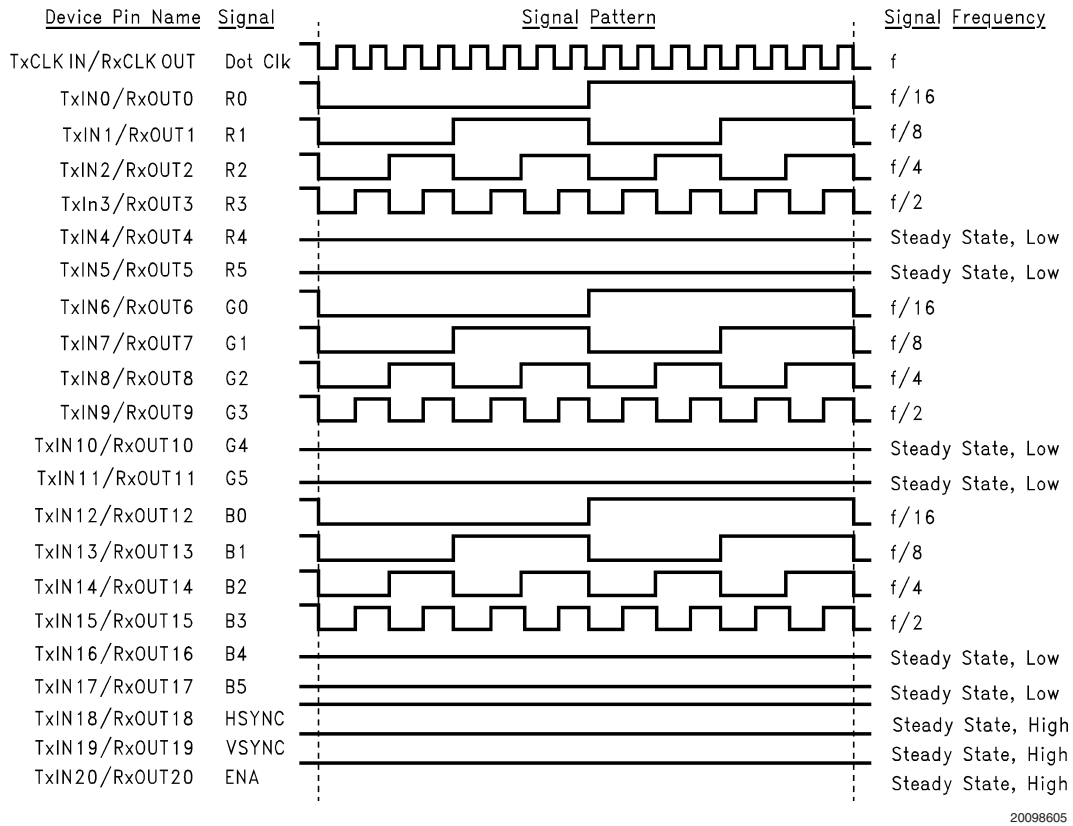 Device Pin Name Signal Signal Pattern Signal Frequency
TxCLK IN/RxCLK OUT Dot Clk f
TxIN0/RxOUT0 R0 f/16
TxIN1/RxOUT1 R1 f/8
TxIN2/RxOUT2 R2 f/4
TxIn3/RxOUT3 R3 f/2
TxIN4/RxOUT4 R4 Steady State, Low
TxIN5/RxOUT5 R5 Steady State, Low
TxIN6/RxOUT6 G0 f/16
TxIN7/RxOUT7 G1 f/8
TxIN8/RxOUT8 G2 f/4
TxIN9/RxOUT9 G3 f/2
TxIN10/RxOUT10 G4 Steady State, Low
TxIN11/RxOUT11 G5 Steady State, Low
TxIN12/RxOUT12 B0 f/16
TxIN13/RxOUT13 B1 f/8
TxIN14/RxOUT14 B2 f/4
TxIN15/RxOUT15 B3 f/2
TxIN16/RxOUT16 B4 Steady State, Low
TxIN17/RxOUT17 B5 Steady State, Low
TxIN18/RxOUT18 HSYNC Steady State, High
TxIN19/RxOUT19 VSYNC Steady State, High
TxIN20/RxOUT20 ENA Steady State, High
20098605